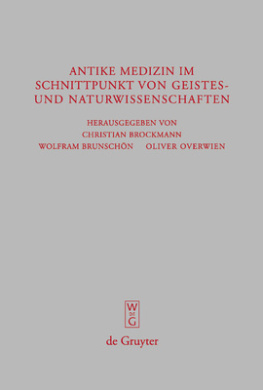 ANTIKE MEDIZIN IM
SCHNITTPUNKT VON GEISTES-
UND NATURWISSENSCHAFTEN
HERAUSGEGEBEN VON
CHRISTIAN BROCKMANN
WOLFRAM BRUNSCHÖN OLIVER OVERWIEN
W
DE
G
de Gruyter